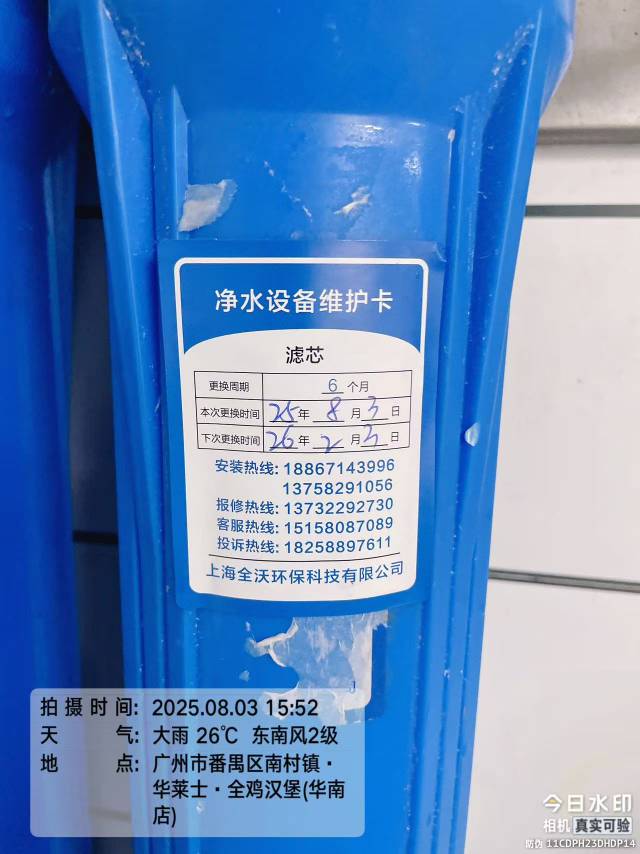 净水设备维护卡
滤芯
更换周期 6 个月
本次更换时间 25 年 8 月 3 日
下次更换时间 26 年 2 月 3 日
安装热线: 18867143996
13758291056
报修热线: 13732292730
客服热线: 15158087089
投诉热线: 18258897611
上海全沃环保科技有限公司
拍摄时间: 2025.08.03 15:52
天气: 大雨 26℃ 东南风2级
地点: 广州市番禺区南村镇·
华莱士·全鸡汉堡(华南
店)
今日水印
相机 真实可验
防伪 11CDPH23DHDP14